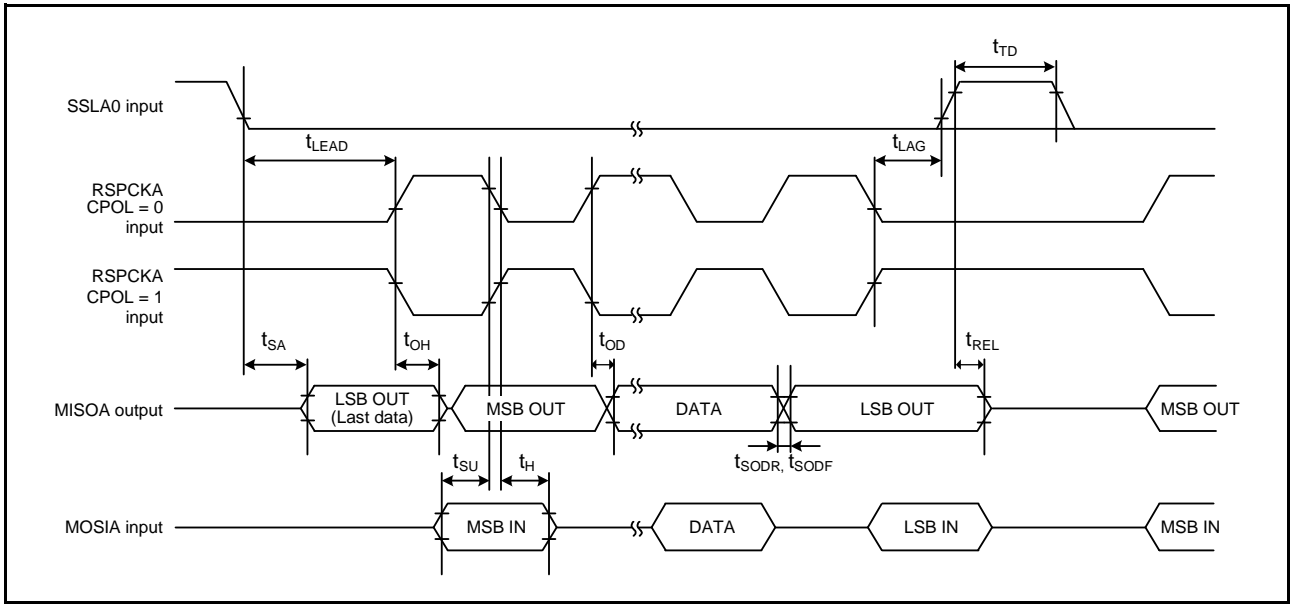 tTD
SSLA0 input
tLEAD
tLAG
RSPCKA
CPOL = 0
input
RSPCKA
CPOL = 1
input
tSA
tOH
tOD
tREL
MISOA output
LSB OUT
(Last data)
MSB OUT
DATA
LSB OUT
MSB OUT
tSU
tH
tSODR, tSODF
MOSIA input
MSB IN
DATA
LSB IN
MSB IN